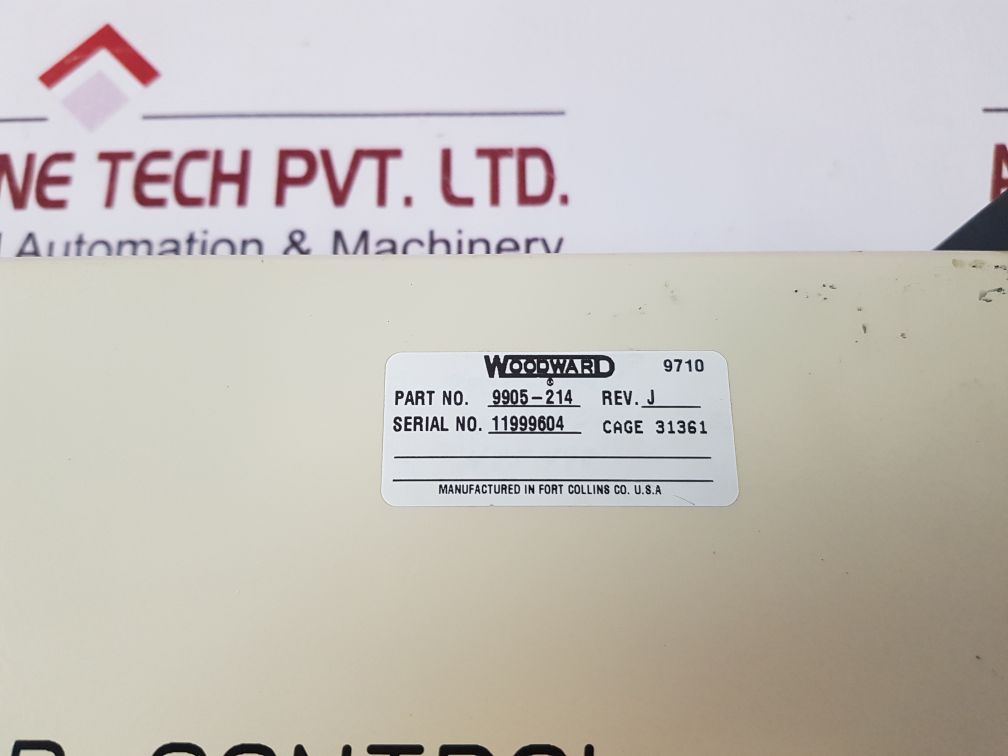 NE TECH PVT. LTD.
Automation & Machinery
WOODWARD 9710
®
PART NO. 9905-214 REV. J
SERIAL NO. 11999604 CAGE 31361
MANUFACTURED IN FORT COLLINS CO. U.S.A
CONTROL